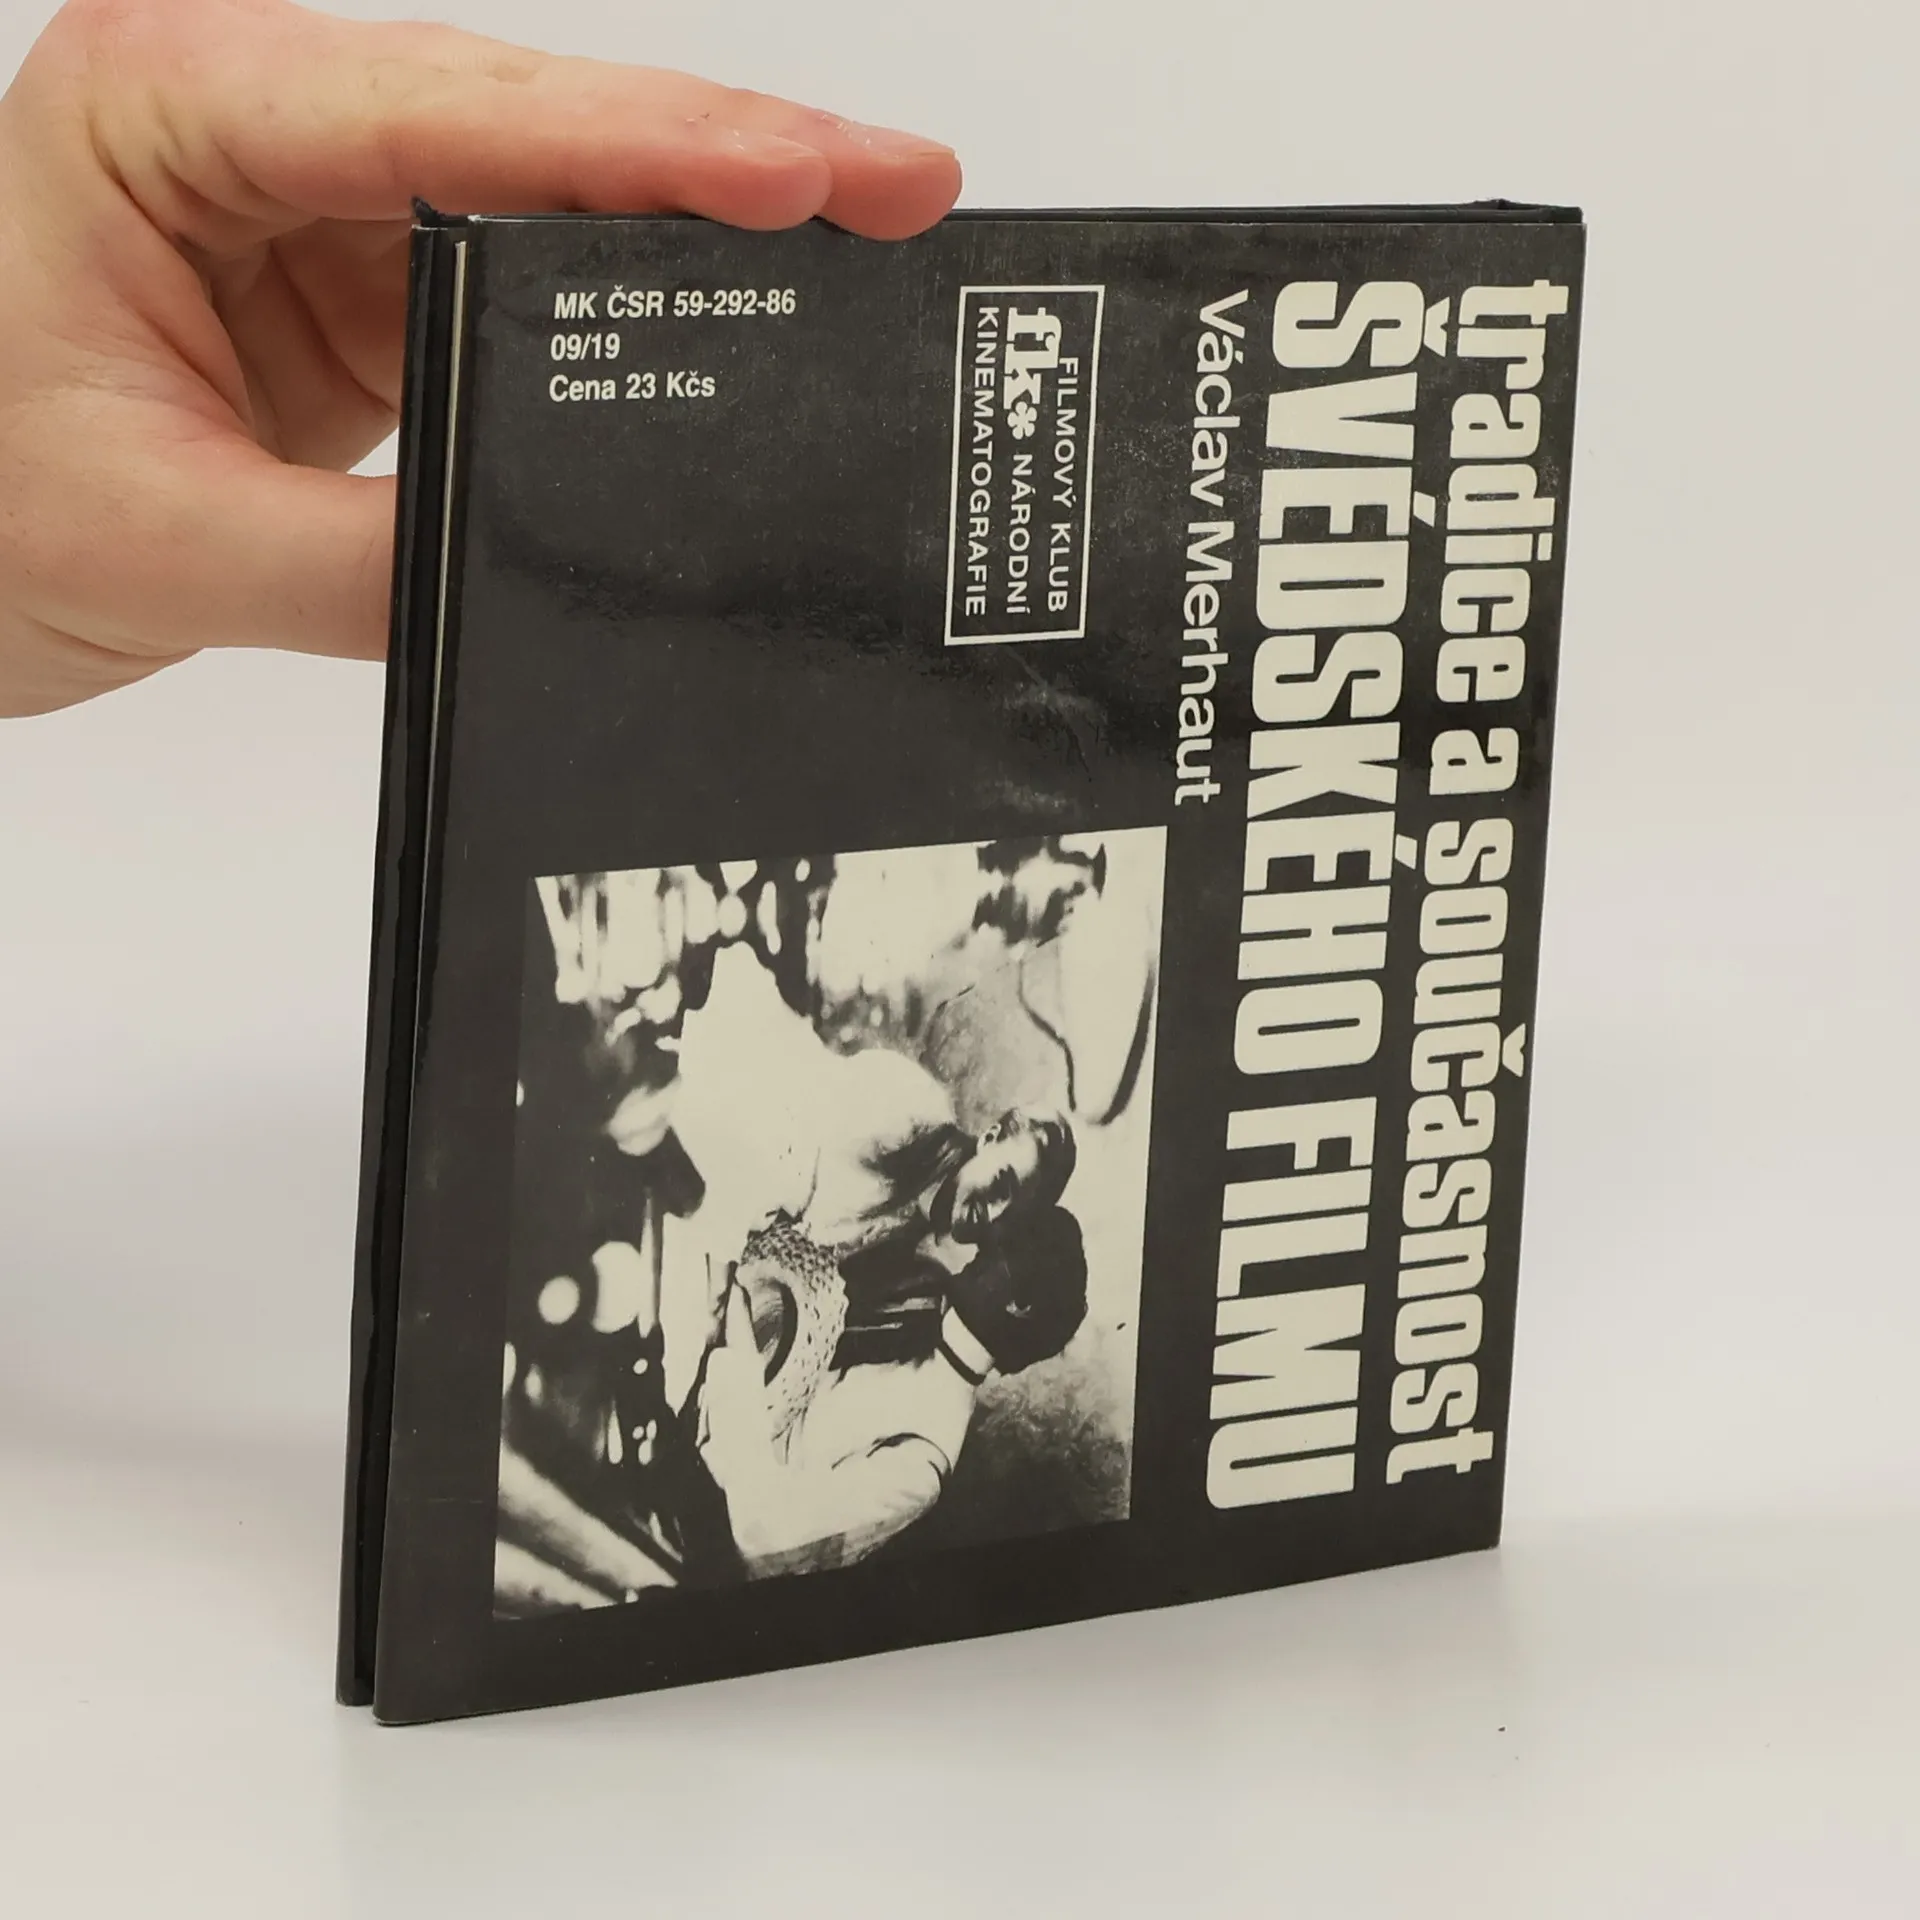 tradice a současnost
ŠVÉDSKÉHO FILMU
Václav Merhaut
FILMOVÝ KLUB
flk* NÁRODNÍ
KINEMATOGRAFIE
MK ČSR 59-292-86
09/19
Cena 23 Kčs